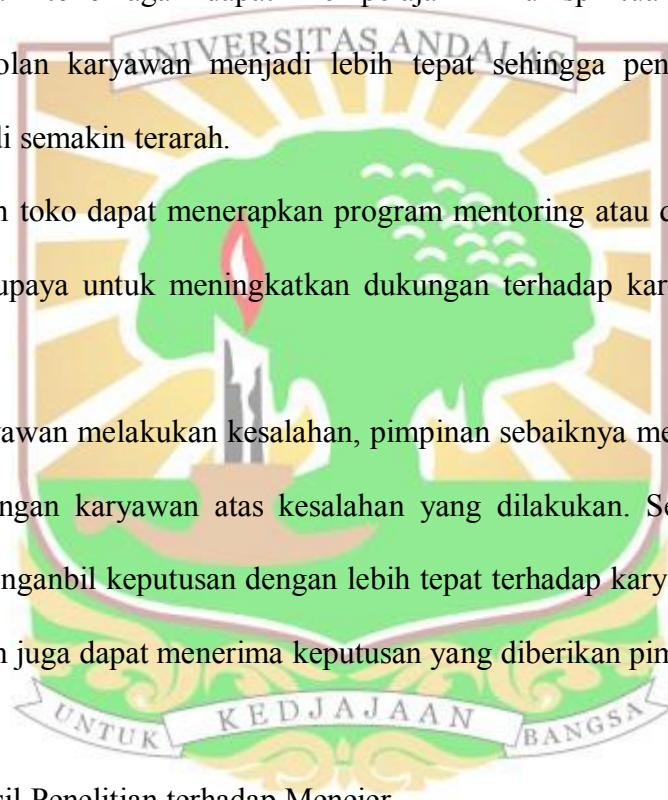 UNIVERSITAS ANDALAS
olan karyawan menjadi lebih tepat sehingga pen
di semakin terarah.
n toko dapat menerapkan program mentoring atau
upaya untuk meningkatkan dukungan terhadap kar
yawan melakukan kesalahan, pimpinan sebaiknya me
ngan karyawan atas kesalahan yang dilakukan. Se
nganbil keputusan dengan lebih tepat terhadap kary
n juga dapat menerima keputusan yang diberikan pim
UNTUK KEDJAJAAN BANGSA
sil Penelitian terhadap Menejer